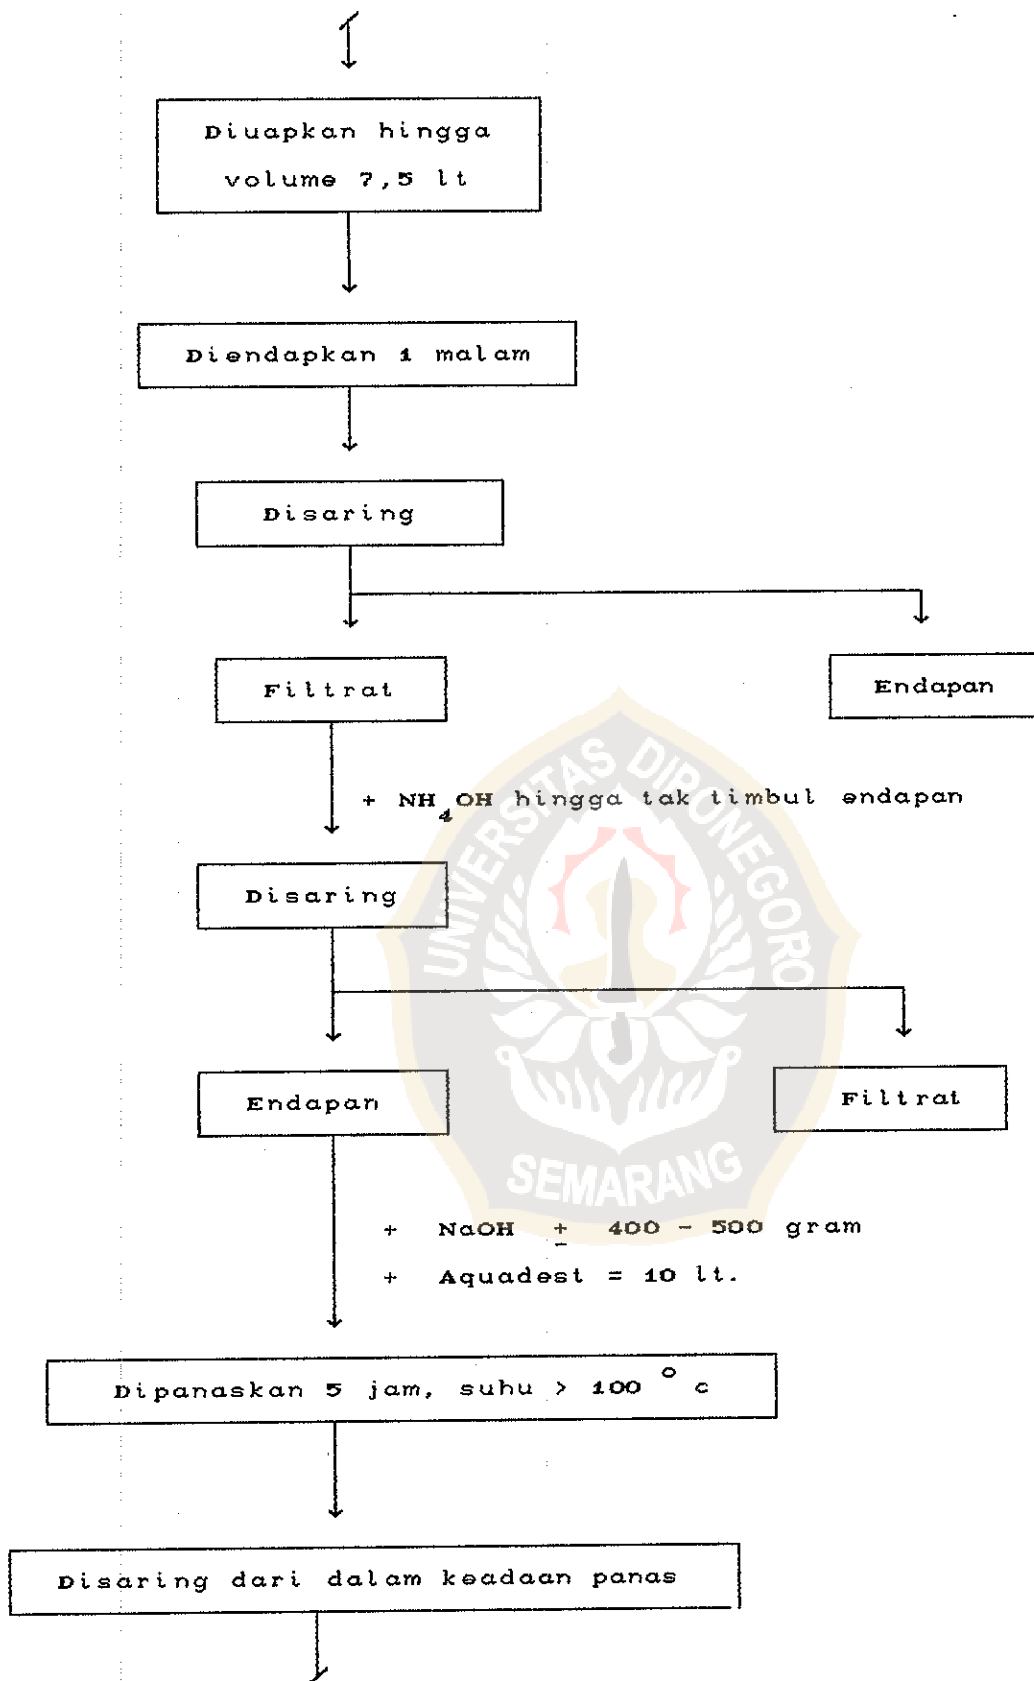 Diuapkan hingga
volume 7,5 lt
Diendapkan 1 malam
Disaring
Filtrat
Endapan
+ NH₄OH hingga tak timbul endapan
Disaring
Endapan
Filtrat
+ NaOH ± 400 - 500 gram
+ Aquadest = 10 lt.
Dipanaskan 5 jam, suhu > 100 ° c
Disaring dari dalam keadaan panas
UNIVERSITAS DIPONEGORO
SEMARANG